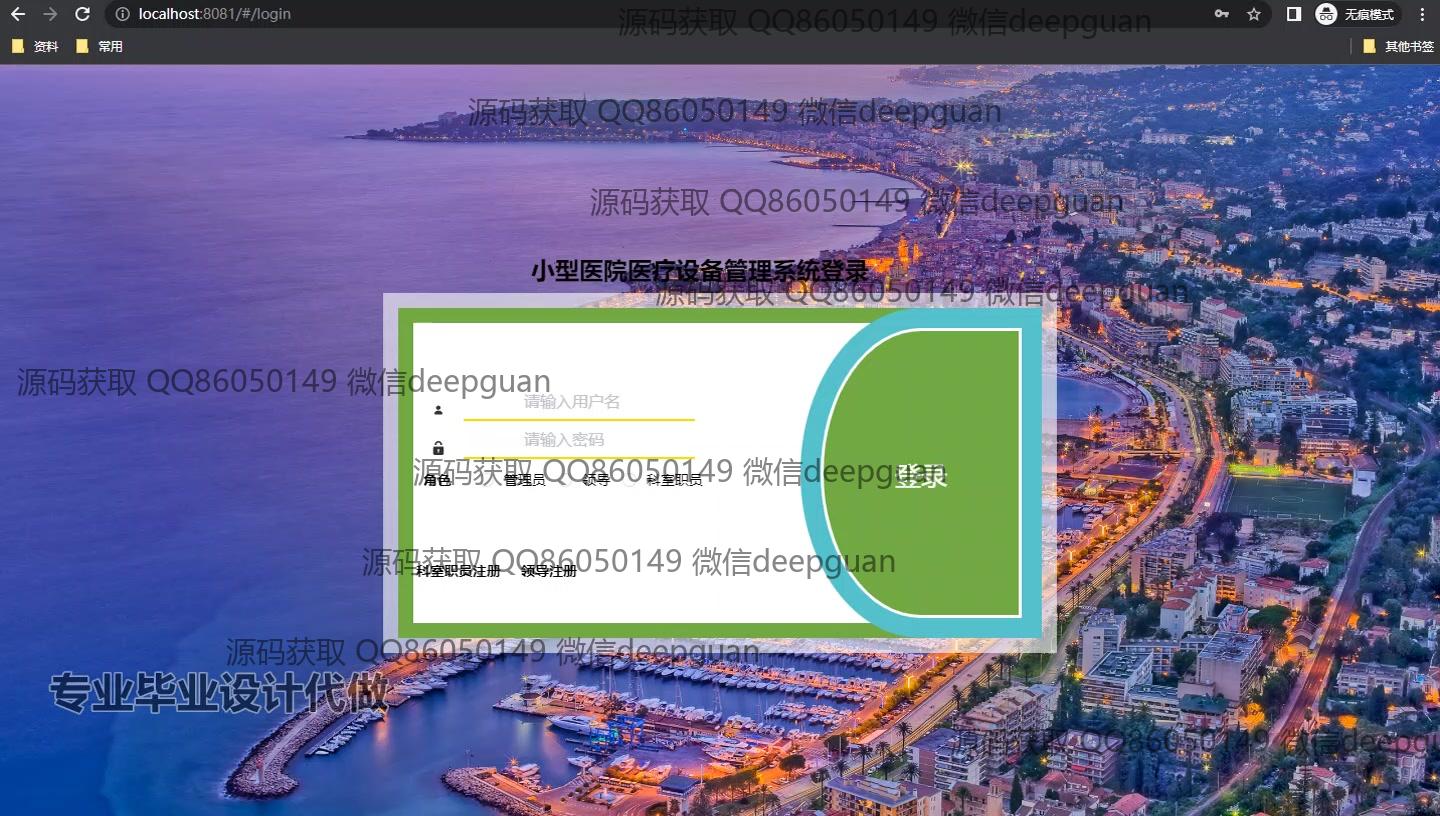 localhost:8081/#/login
无痕模式
源码获取 QQ86050149 微信deepguan
资料 常用 其他书签
源码获取 QQ86050149 微信deepguan
源码获取 QQ86050149 微信deepguan
小型医院医疗设备管理系统登录
源码获取 QQ86050149 微信deepguan
源码获取 QQ86050149 微信deepguan
请输入用户名
请输入密码
源码获取 QQ86050149 微信deepguan
角色 管理员 领导 科室职员
登录
源码获取 QQ86050149 微信deepguan
科室职员注册 领导注册
源码获取 QQ86050149 微信deepguan
专业毕业设计代做
源码获取 QQ86050149 微信deepgu